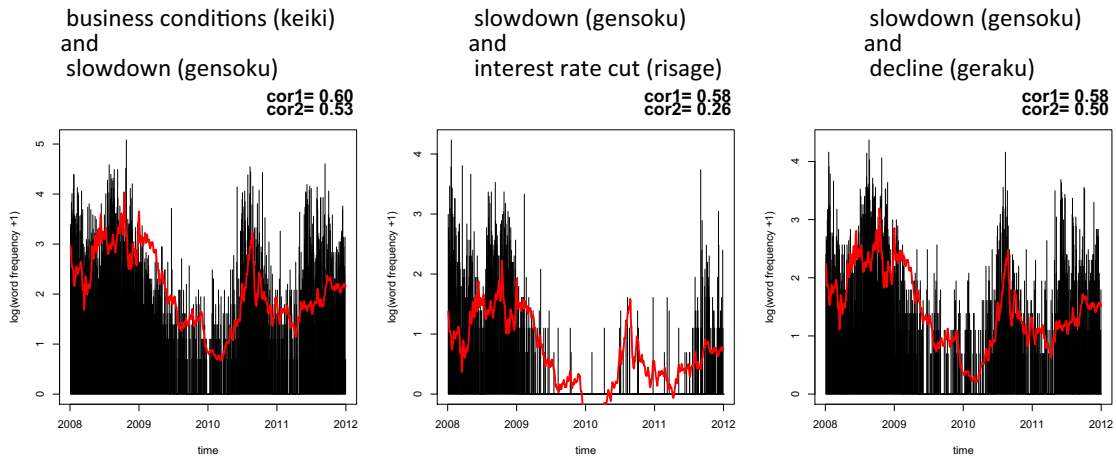 business conditions (keiki)
and
slowdown (gensoku)
cor1= 0.60
cor2= 0.53
log(word frequency +1)
5
4
3
2
1
0
2008 2009 2010 2011 2012
time
slowdown (gensoku)
and
interest rate cut (risage)
cor1= 0.58
cor2= 0.26
log(word frequency +1)
4
3
2
1
0
2008 2009 2010 2011 2012
time
slowdown (gensoku)
and
decline (geraku)
cor1= 0.58
cor2= 0.50
log(word frequency +1)
4
3
2
1
0
2008 2009 2010 2011 2012
time